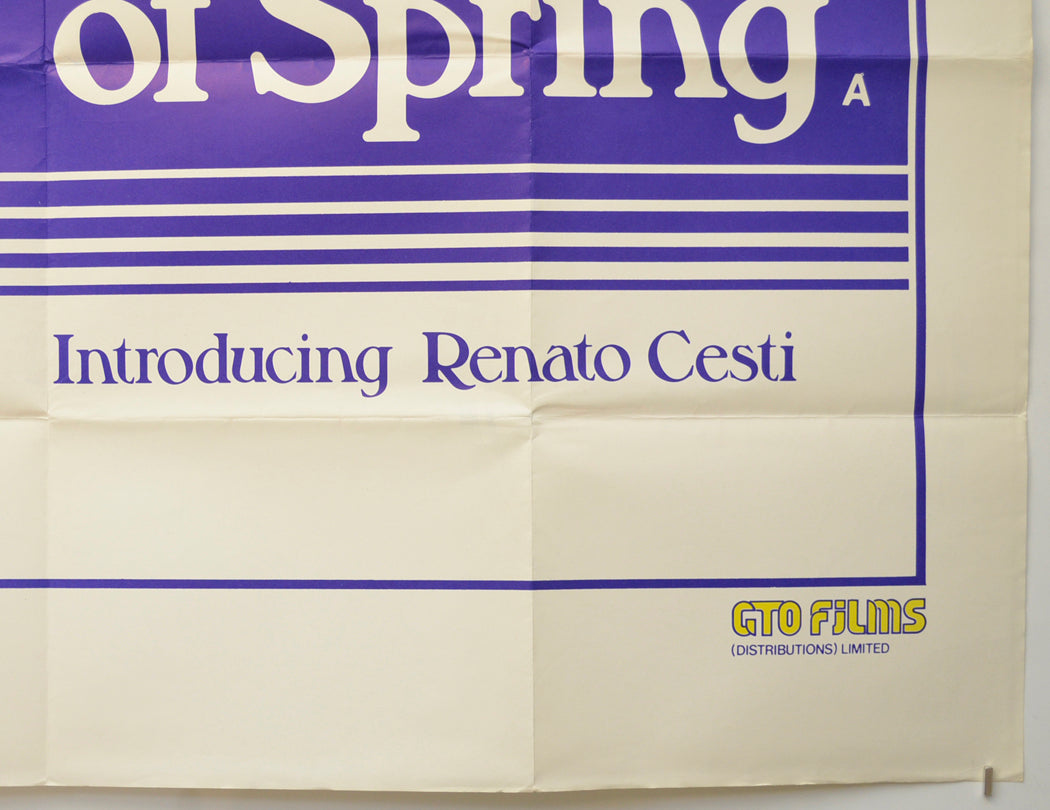 of Spring
A
Introducing Renato Cesti
GTO FILMS
(DISTRIBUTIONS) LIMITED